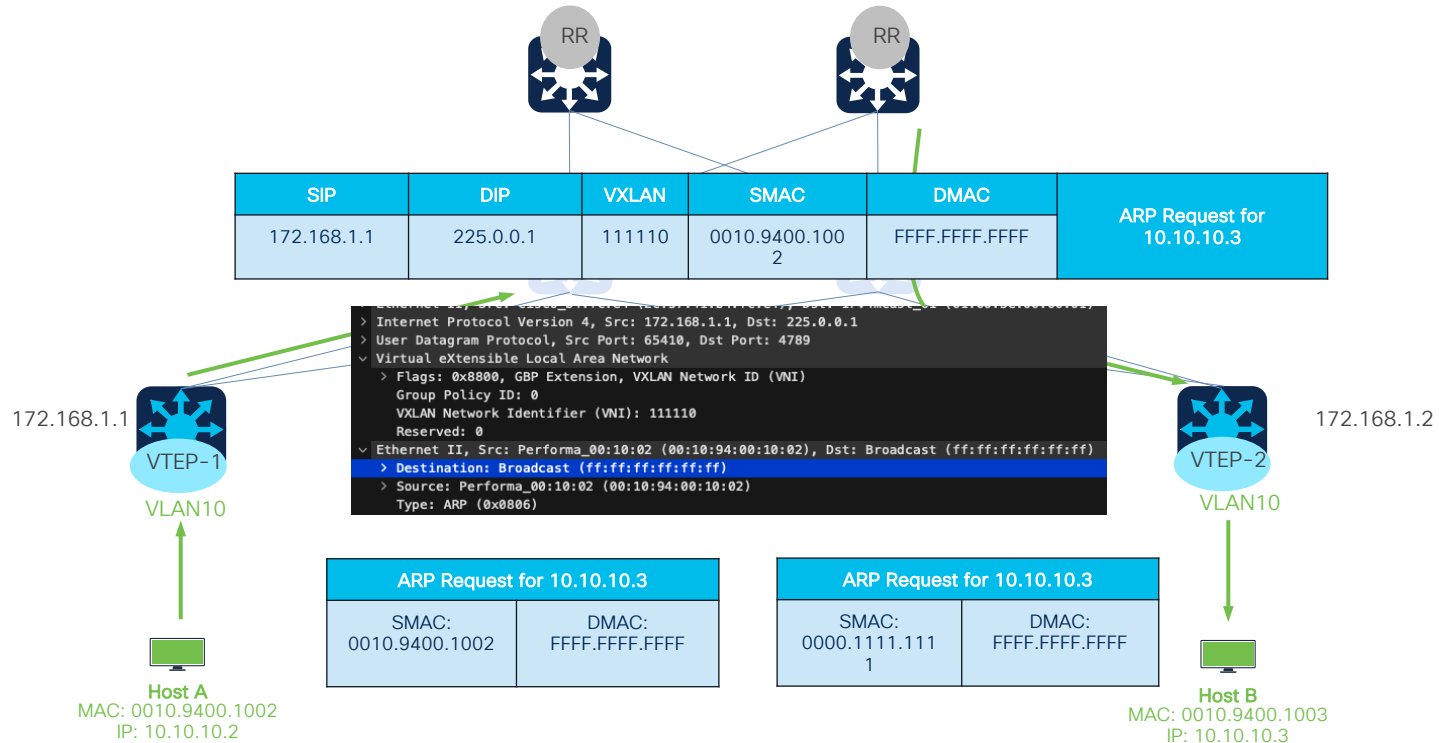 RR
RR
SIP
DIP
VXLAN
SMAC
DMAC
ARP Request for
10.10.10.3
172.168.1.1
225.0.0.1
111110
0010.9400.100
2
FFFF.FFFF.FFFF
> Internet Protocol Version 4, Src: 172.168.1.1, Dst: 225.0.0.1
> User Datagram Protocol, Src Port: 65410, Dst Port: 4789
Virtual eXtensible Local Area Network
> Flags: 0x8800, GBP Extension, VXLAN Network ID (VNI)
Group Policy ID: 0
VXLAN Network Identifier (VNI): 111110
Reserved: 0
Ethernet II, Src: Performa_00:10:02 (00:10:94:00:10:02), Dst: Broadcast (ff:ff:ff:ff:ff:ff)
> Destination: Broadcast (ff:ff:ff:ff:ff:ff)
> Source: Performa_00:10:02 (00:10:94:00:10:02)
Type: ARP (0x0806)
172.168.1.1
VTEP-1
VLAN10
172.168.1.2
VTEP-2
VLAN10
ARP Request for 10.10.10.3
SMAC:
0010.9400.1002
DMAC:
FFFF.FFFF.FFFF
ARP Request for 10.10.10.3
SMAC:
0000.1111.111
1
DMAC:
FFFF.FFFF.FFFF
Host A
MAC: 0010.9400.1002
IP: 10.10.10.2
Host B
MAC: 0010.9400.1003
IP: 10.10.10.3